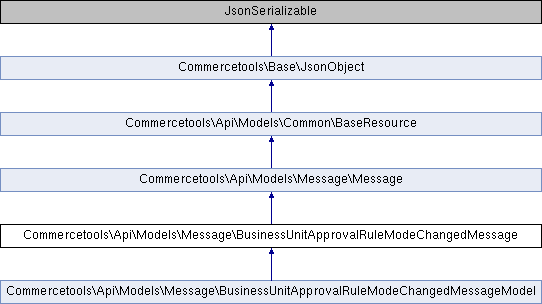 JsonSerializable
Commercetools\Base\JsonObject
Commercetools\Api\Models\Common\BaseResource
Commercetools\Api\Models\Message\Message
Commercetools\Api\Models\Message\BusinessUnitApprovalRuleModeChangedMessage
Commercetools\Api\Models\Message\BusinessUnitApprovalRuleModeChangedMessageModel